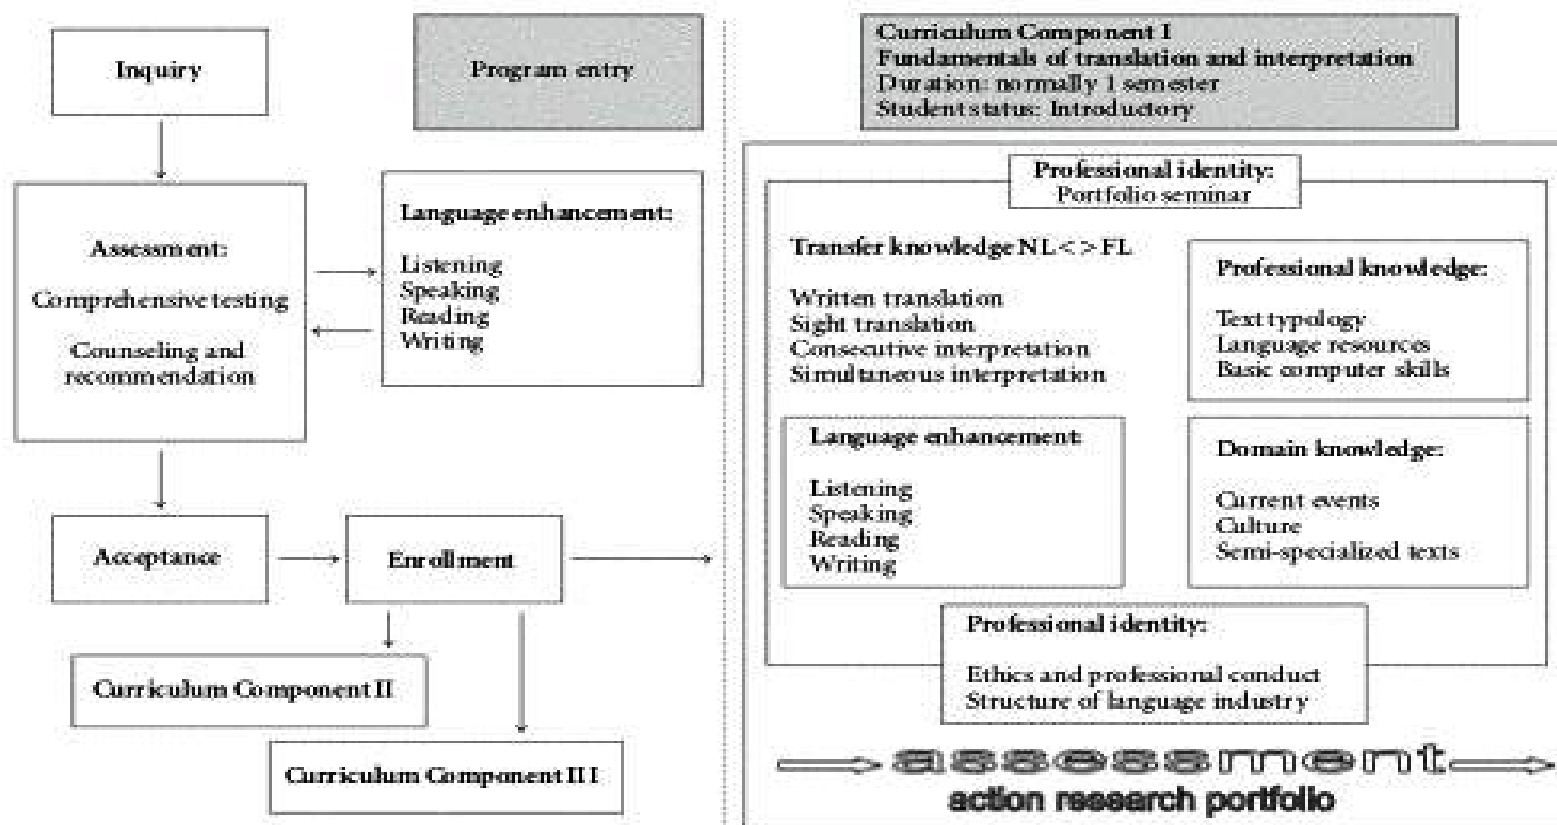 Inquiry
Program entry
Assessment:
Comprehensive testing
Counseling and
recommendation
Language enhancement:
Listening
Speaking
Reading
Writing
Acceptance
Enrollment
Curriculum Component II
Curriculum Component III
Curriculum Component I
Fundamentals of translation and interpretation
Duration: normally 1 semester
Student status: Introductory
Professional identity:
Portfolio seminar
Transfer knowledge NL< >FL
Written translation
Sight translation
Consecutive interpretation
Simultaneous interpretation
Professional knowledge:
Text typology
Language resources
Basic computer skills
Language enhancement:
Listening
Speaking
Reading
Writing
Domain knowledge:
Current events
Culture
Semi-specialized texts
Professional identity:
Ethics and professional conduct
Structure of language industry
assessment
action research portfolio